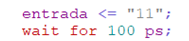 entrada <= "11";
wait for 100 ps;